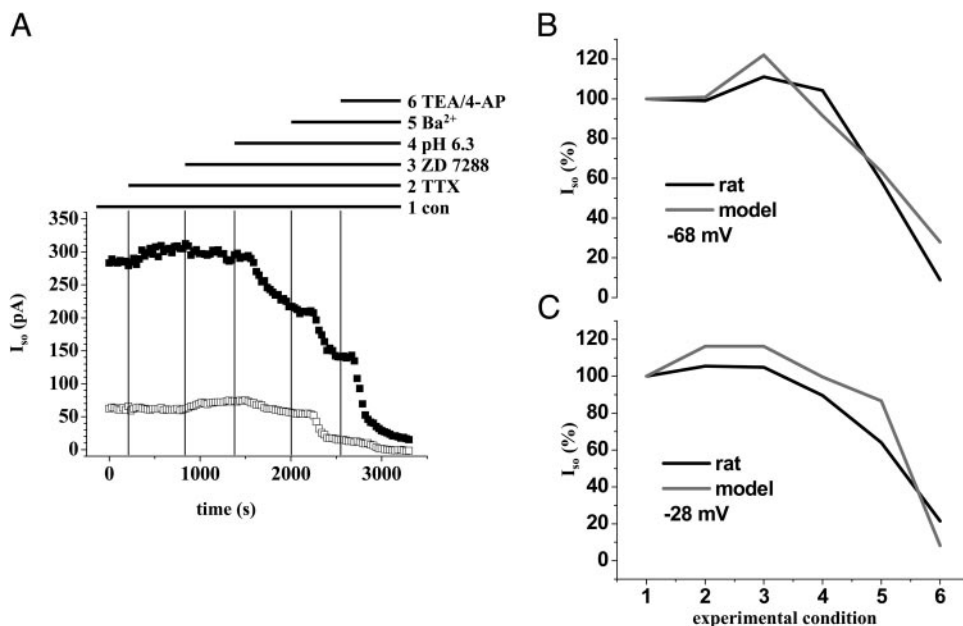 A
6 TEA/4-AP
5 Ba²⁺
4 pH 6.3
3 ZD 7288
2 TTX
1 con
350
300
250
200
150
100
50
0
I_so (pA)
0 1000 2000 3000
time (s)
B
120
100
80
60
40
20
0
I_so (%)
rat
model
-68 mV
C
120
100
80
60
40
20
0
I_so (%)
rat
model
-28 mV
1 2 3 4 5 6
experimental condition